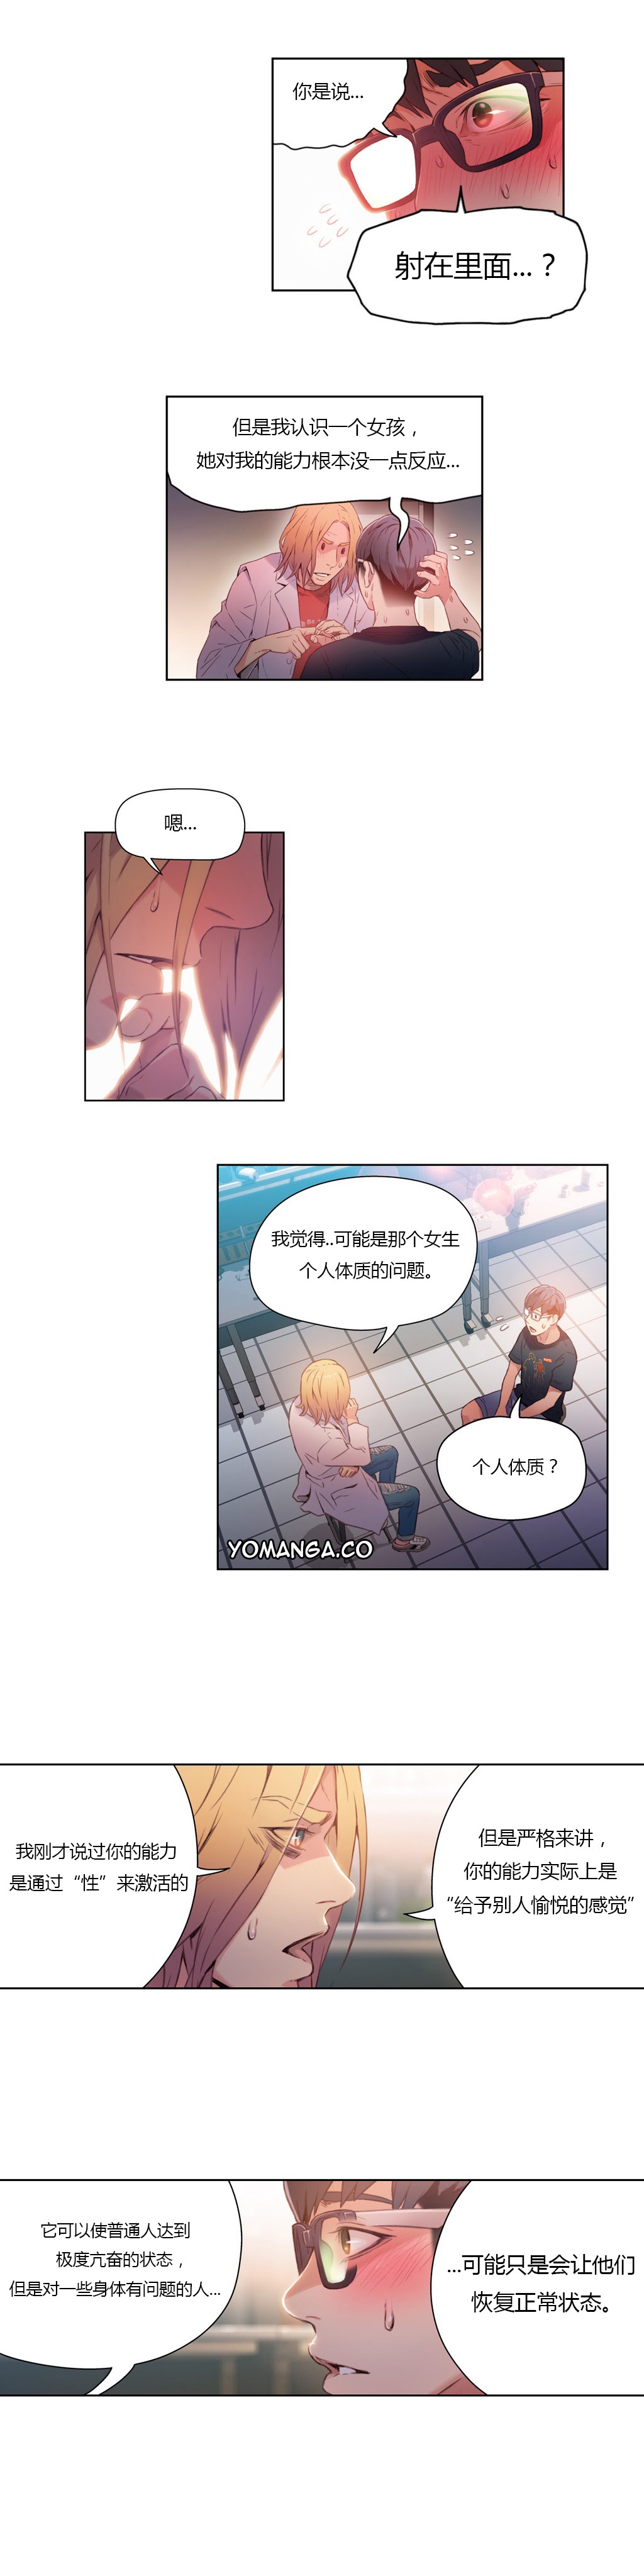 你是说...
射在里面...？
但是我认识一个女孩，
她对我的能力根本没一点反应...
嗯...
我觉得..可能是那个女生
个人体质的问题。
个人体质？
YOMANGA.CO
我刚才说过你的能力
是通过“性”来激活的
但是严格来讲，
你的能力实际上是
“给予别人愉悦的感觉”
它可以使普通人达到
极度亢奋的状态，
但是对一些身体有问题的人...
...可能只是会让他们
恢复正常状态。